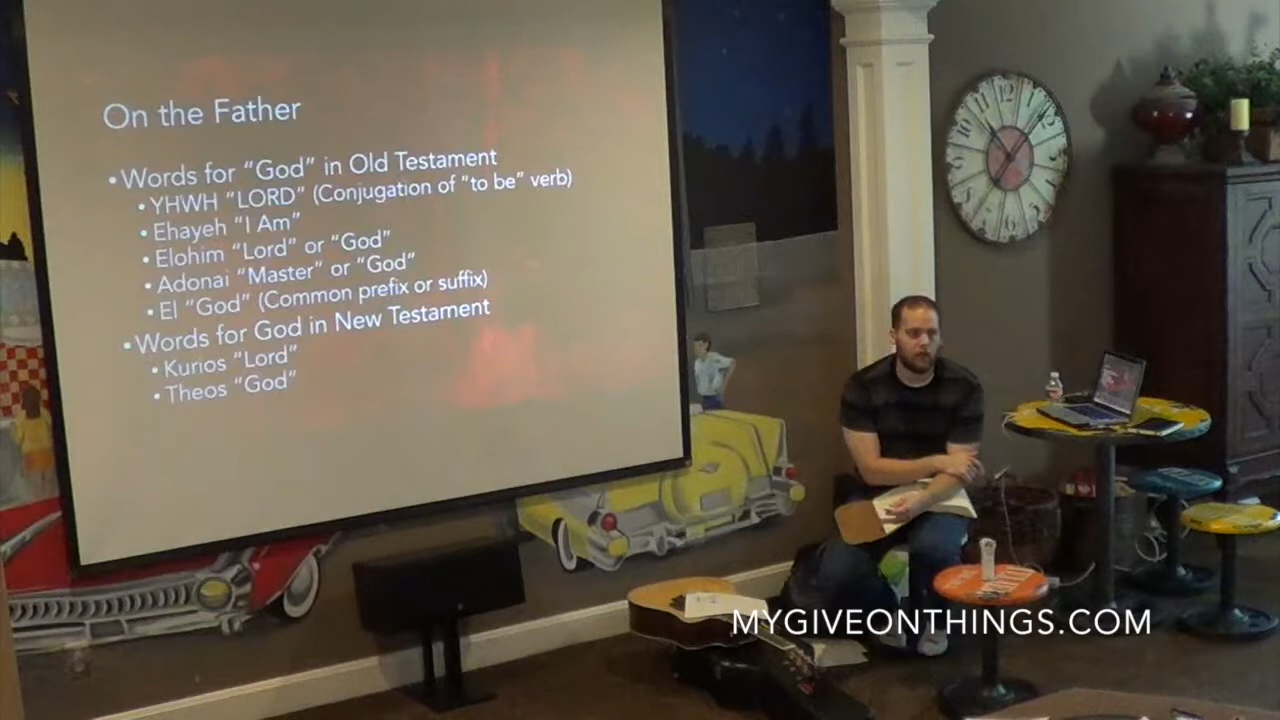 On the Father
• Words for “God” in Old Testament
• YHWH “LORD” (Conjugation of “to be” verb)
• Ehayeh “I Am”
• Elohim “Lord” or “God”
• Adonai “Master” or “God”
• El “God” (Common prefix or suffix)
• Words for God in New Testament
• Kurios “Lord”
• Theos “God”
MYGIVEONTHINGS.COM